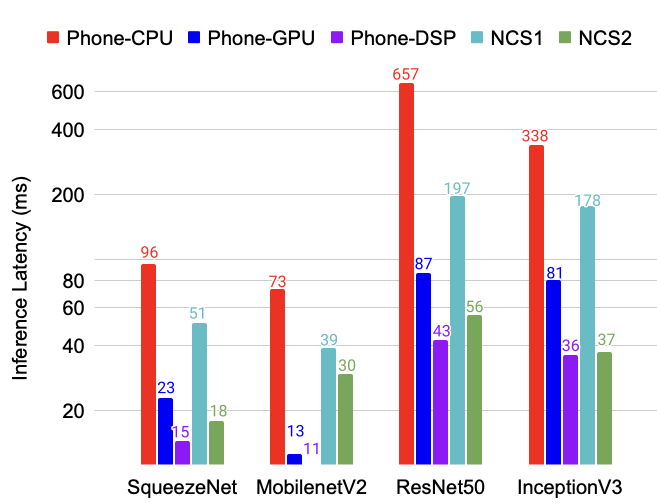 Phone-CPU Phone-GPU Phone-DSP NCS1 NCS2
Inference Latency (ms)
600
400
200
80
60
40
20
96 23 15 51 18
73 13 11 39 30
657 87 43 197 56
338 81 36 178 37
SqueezeNet MobilenetV2 ResNet50 InceptionV3